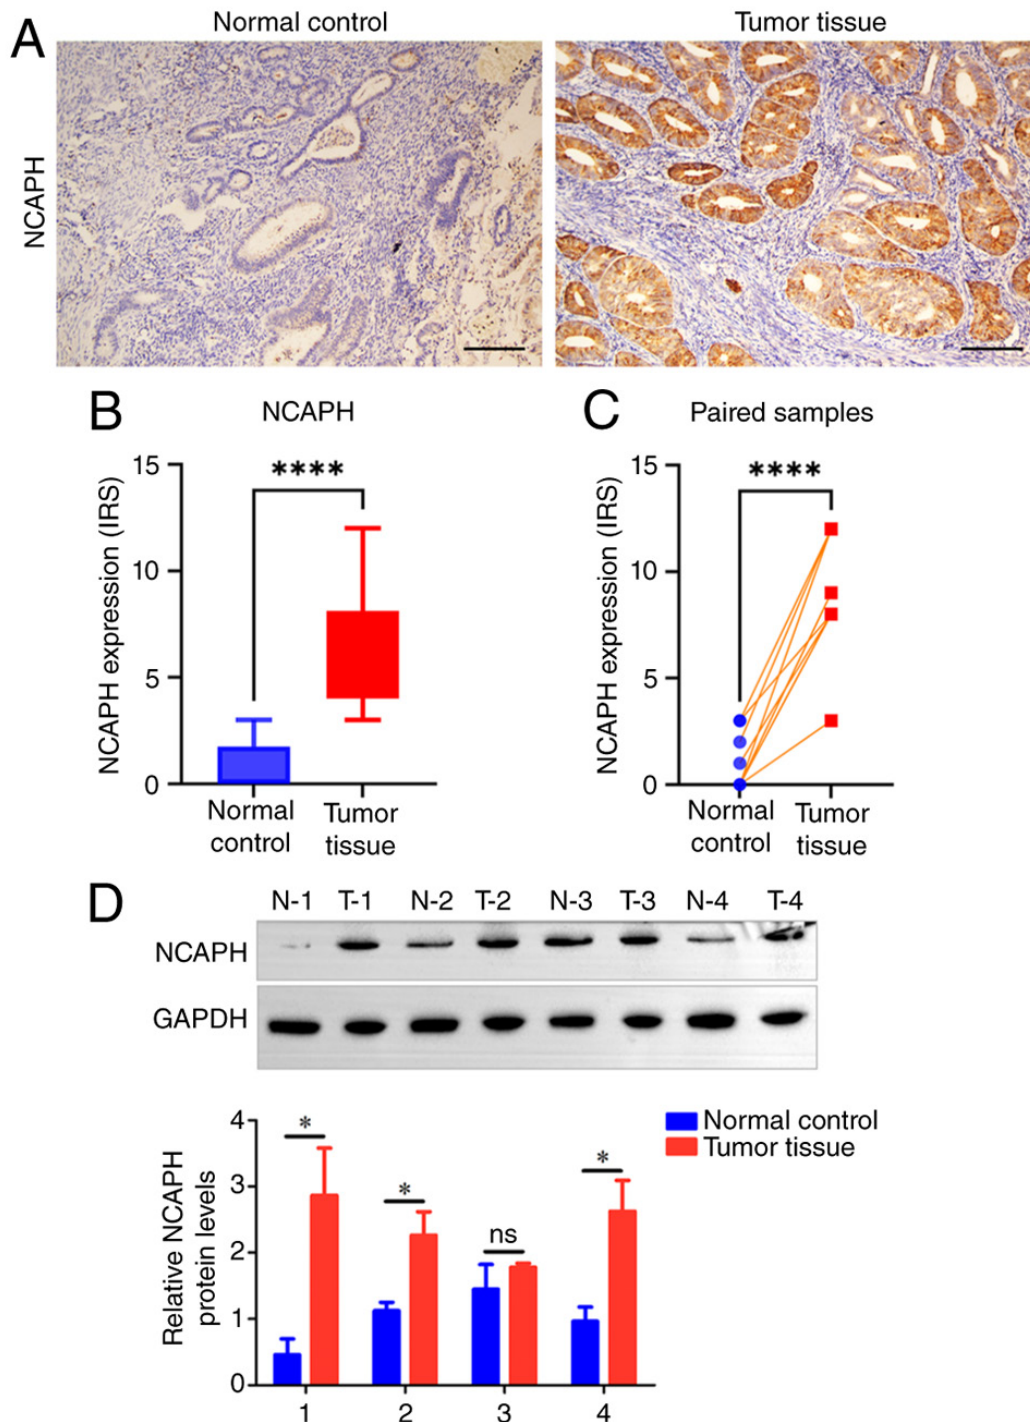 A
Normal control
Tumor tissue
NCAPH
B
NCAPH
****
15
10
5
0
NCAPH expression (IRS)
Normal
control
Tumor
tissue
C
Paired samples
****
15
10
5
0
NCAPH expression (IRS)
Normal
control
Tumor
tissue
D
N-1 T-1 N-2 T-2 N-3 T-3 N-4 T-4
NCAPH
GAPDH
Relative NCAPH
protein levels
4
3
2
1
0
*
*
ns
*
1 2 3 4
Normal control
Tumor tissue